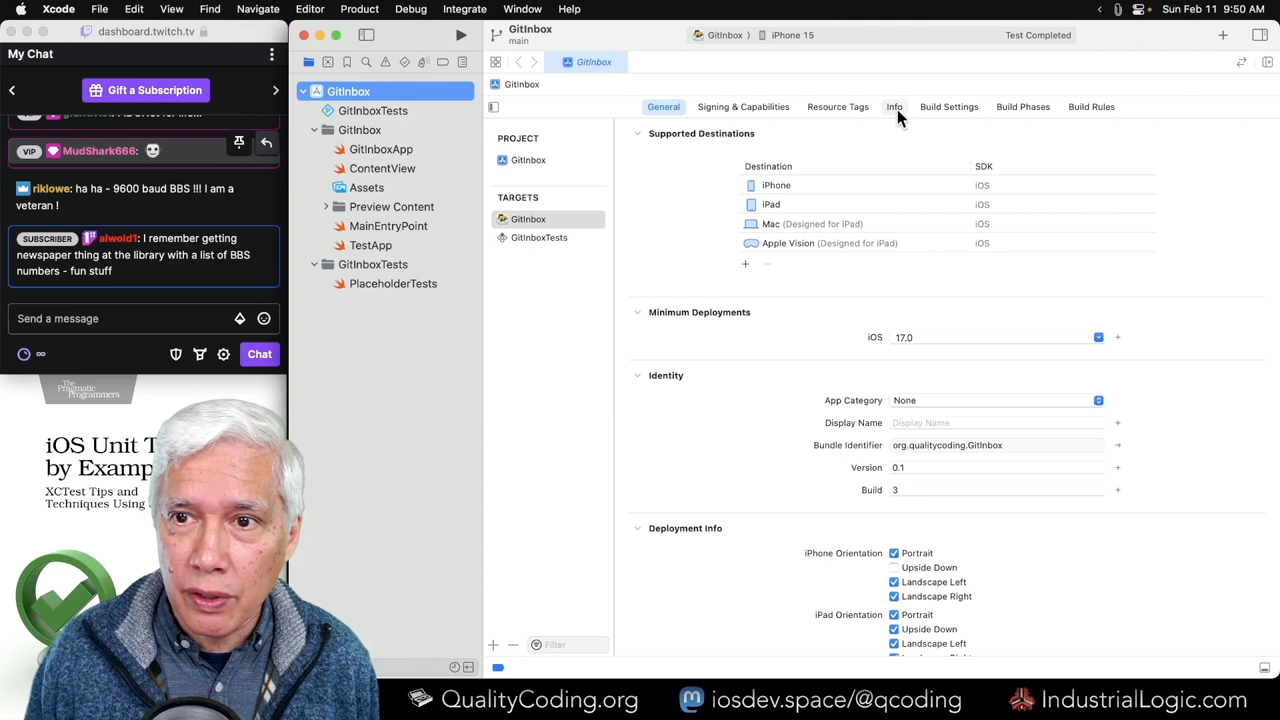 Xcode File Edit View Find Navigate Editor Product Debug Integrate Window Help
Sun Feb 11 9:50 AM
dashboard.twitch.tv
My Chat
Gift a Subscription
VIP MudShark666:
riklowe: ha ha - 9600 baud BBS !!! I am a
veteran !
SUBSCRIBER alwold1: I remember getting
newspaper thing at the library with a list of BBS
numbers - fun stuff
Send a message
Chat
The
Pragmatic
Programmers
iOS Unit T
by Examp
XCTest Tips and
Techniques Using
GitInbox
GitInboxTests
GitInbox
GitInboxApp
ContentView
Assets
Preview Content
MainEntryPoint
TestApp
GitInboxTests
PlaceholderTests
GitInbox
main
GitInbox
iPhone 15
Test Completed
GitInbox
GitInbox
General Signing & Capabilities Resource Tags Info Build Settings Build Phases Build Rules
PROJECT
GitInbox
TARGETS
GitInbox
GitInboxTests
Filter
Supported Destinations
Destination SDK
iPhone iOS
iPad iOS
Mac (Designed for iPad) iOS
Apple Vision (Designed for iPad) iOS
Minimum Deployments
iOS 17.0
Identity
App Category None
Display Name Display Name
Bundle Identifier org.qualitycoding.GitInbox
Version 0.1
Build 3
Deployment Info
iPhone Orientation Portrait
Upside Down
Landscape Left
Landscape Right
iPad Orientation Portrait
Upside Down
Landscape Left
QualityCoding.org
iosdev.space/@qcoding
IndustrialLogic.com